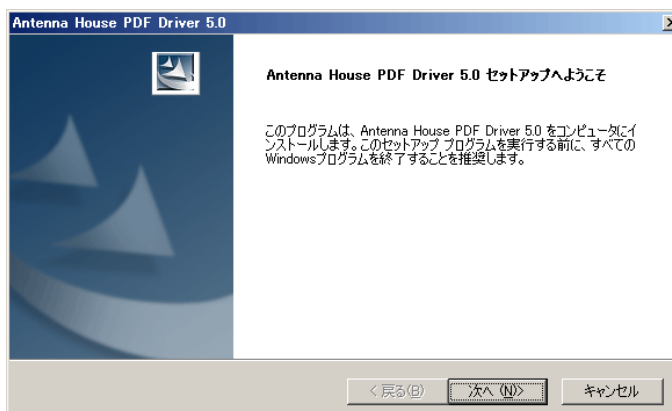 Antenna House PDF Driver 5.0
Antenna House PDF Driver 5.0 セットアップへようこそ
このプログラムは、Antenna House PDF Driver 5.0 をコンピュータにイ
ンストールします。このセットアップ プログラムを実行する前に、すべての
Windowsプログラムを終了することを推奨します。
< 戻る(B)
次へ (N)>
キャンセル